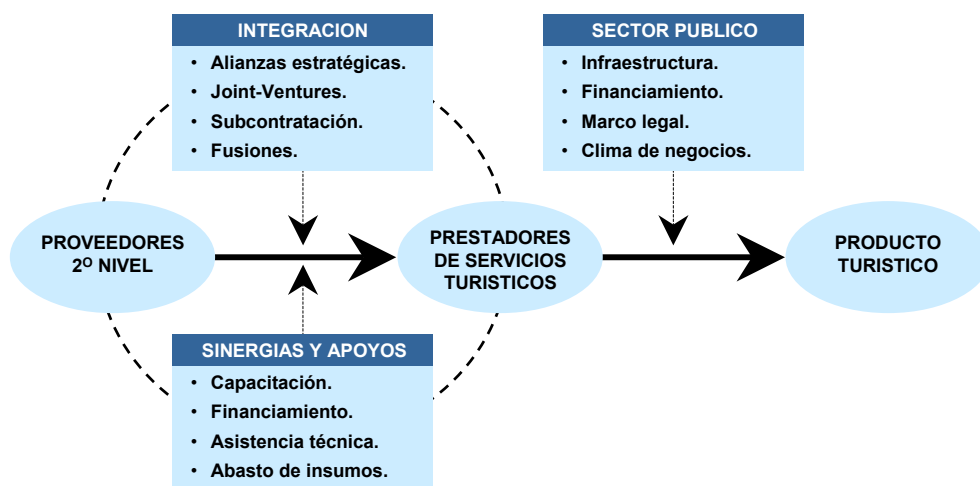 INTEGRACION
• Alianzas estratégicas.
• Joint-Ventures.
• Subcontratación.
• Fusiones.
SECTOR PUBLICO
• Infraestructura.
• Financiamiento.
• Marco legal.
• Clima de negocios.
PROVEEDORES
2º NIVEL
PRESTADORES
DE SERVICIOS
TURISTICOS
PRODUCTO
TURISTICO
SINERGIAS Y APOYOS
• Capacitación.
• Financiamiento.
• Asistencia técnica.
• Abasto de insumos.